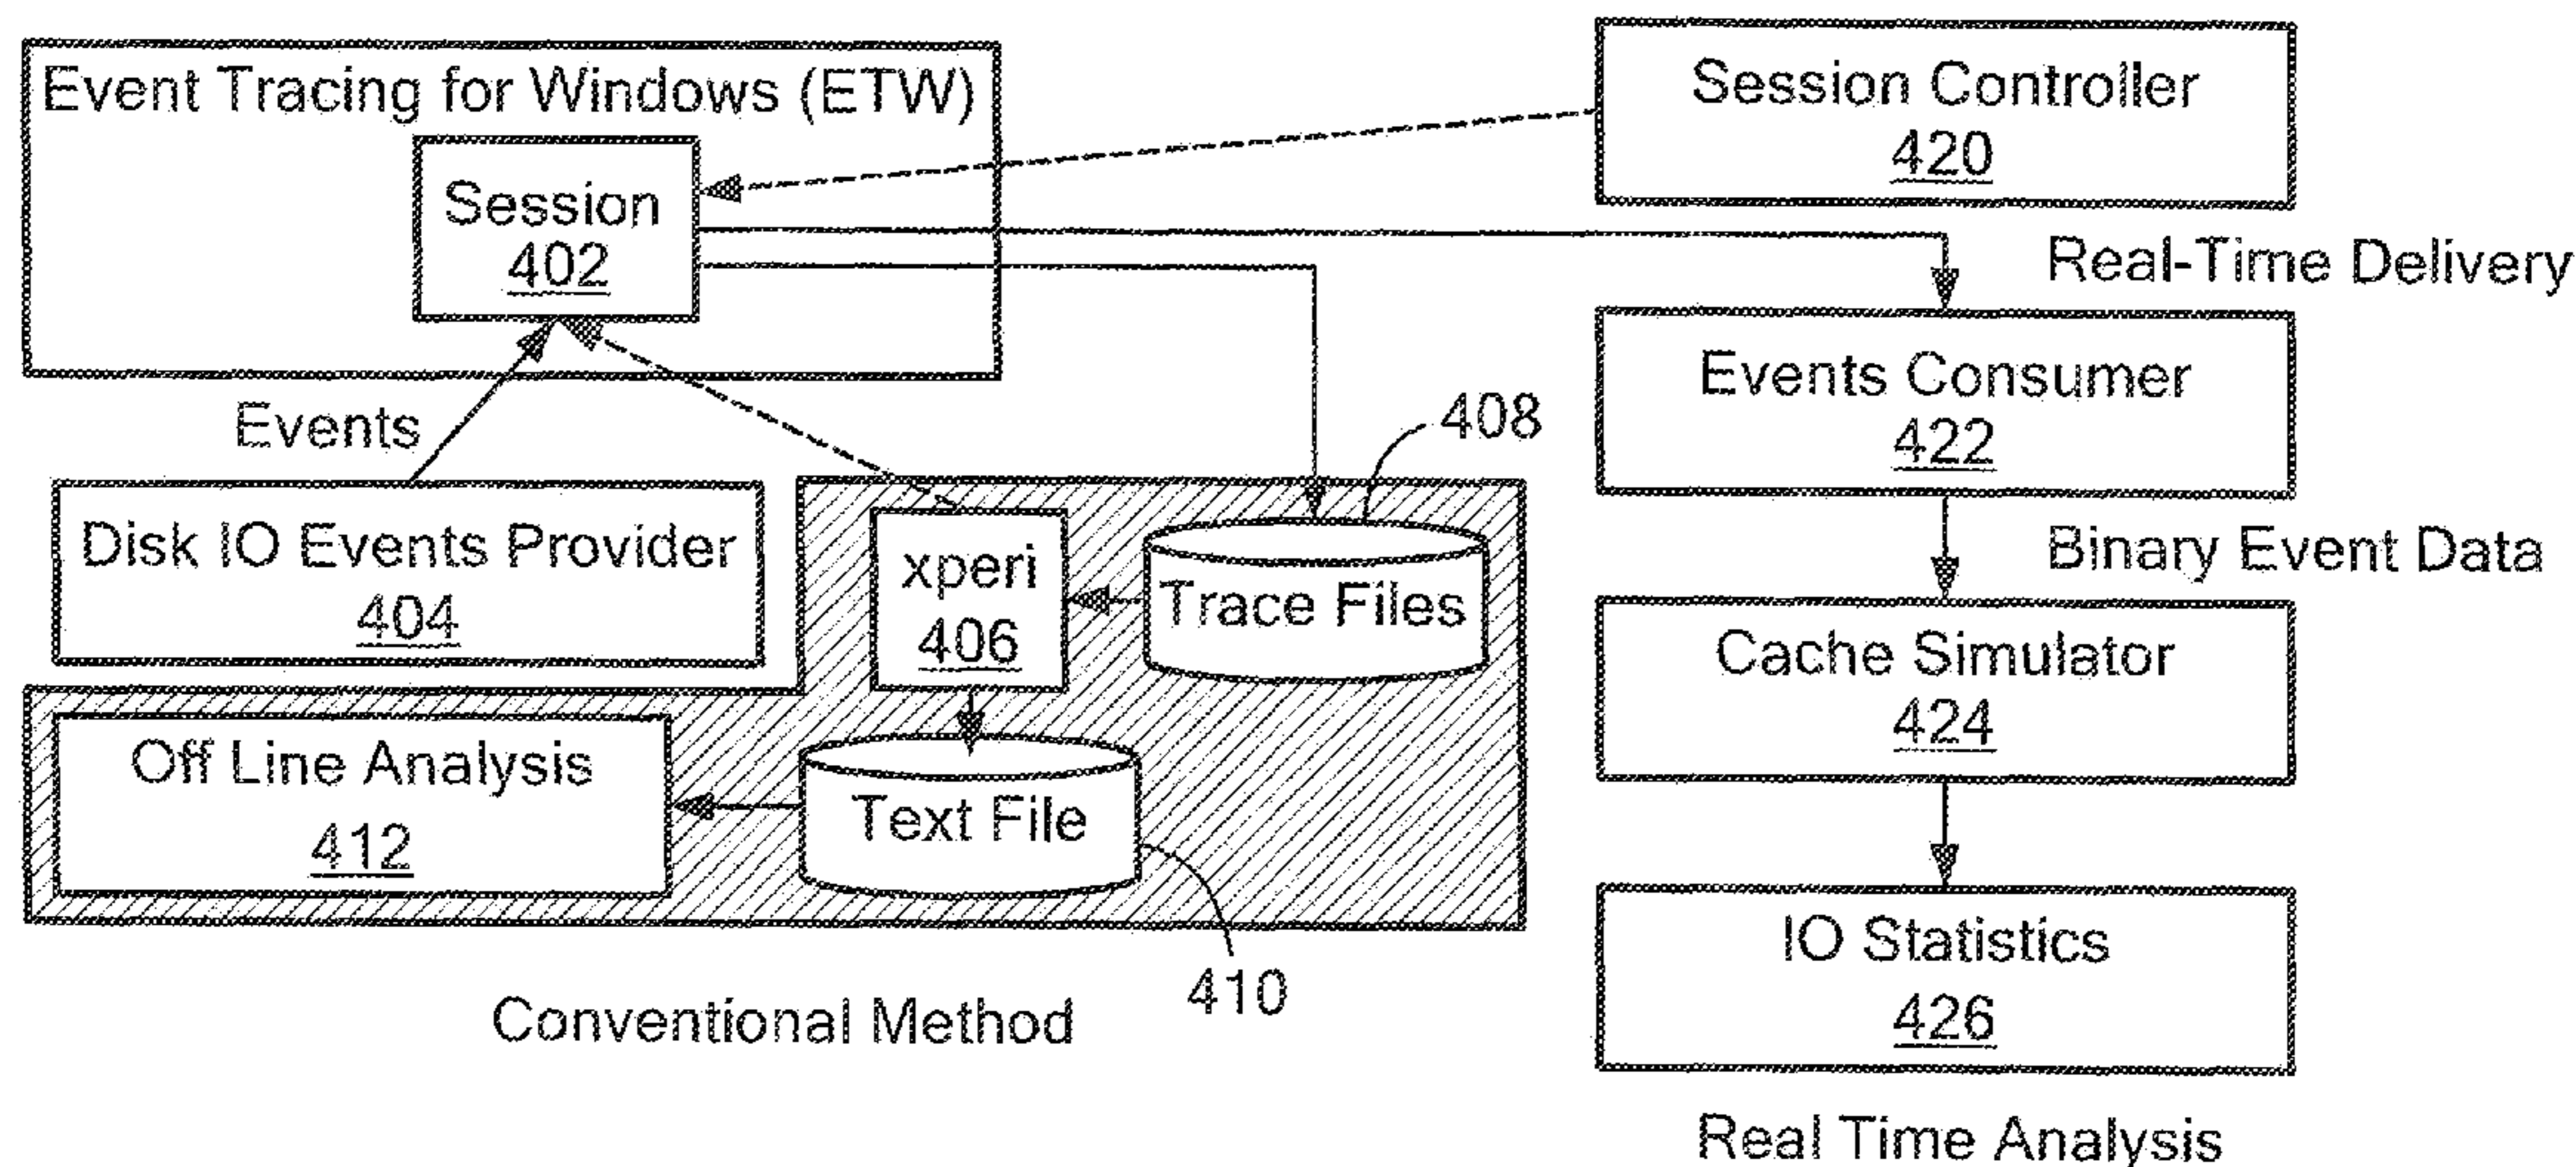 Event Tracing for Windows (ETW)
Session
402
Session Controller
420
Real-Time Delivery
Events Consumer
422
Events
408
Disk IO Events Provider
404
xperi
406
Trace Files
Binary Event Data
Cache Simulator
424
Off Line Analysis
412
Text File
410
IO Statistics
426
Conventional Method
Real Time Analysis